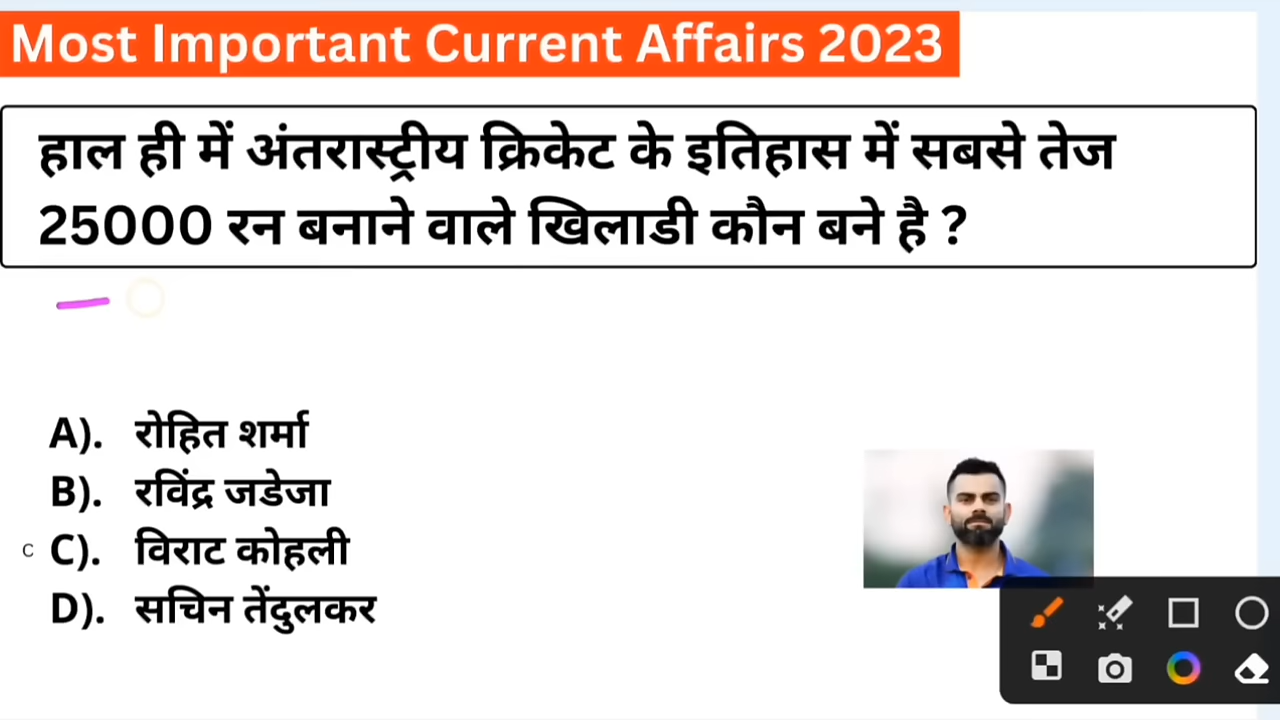 Most Important Current Affairs 2023
हाल ही में अंतरास्ट्रीय क्रिकेट के इतिहास में सबसे तेज
25000 रन बनाने वाले खिलाडी कौन बने है ?
A). रोहित शर्मा
B). रविंद्र जडेजा
C C). विराट कोहली
D). सचिन तेंदुलकर